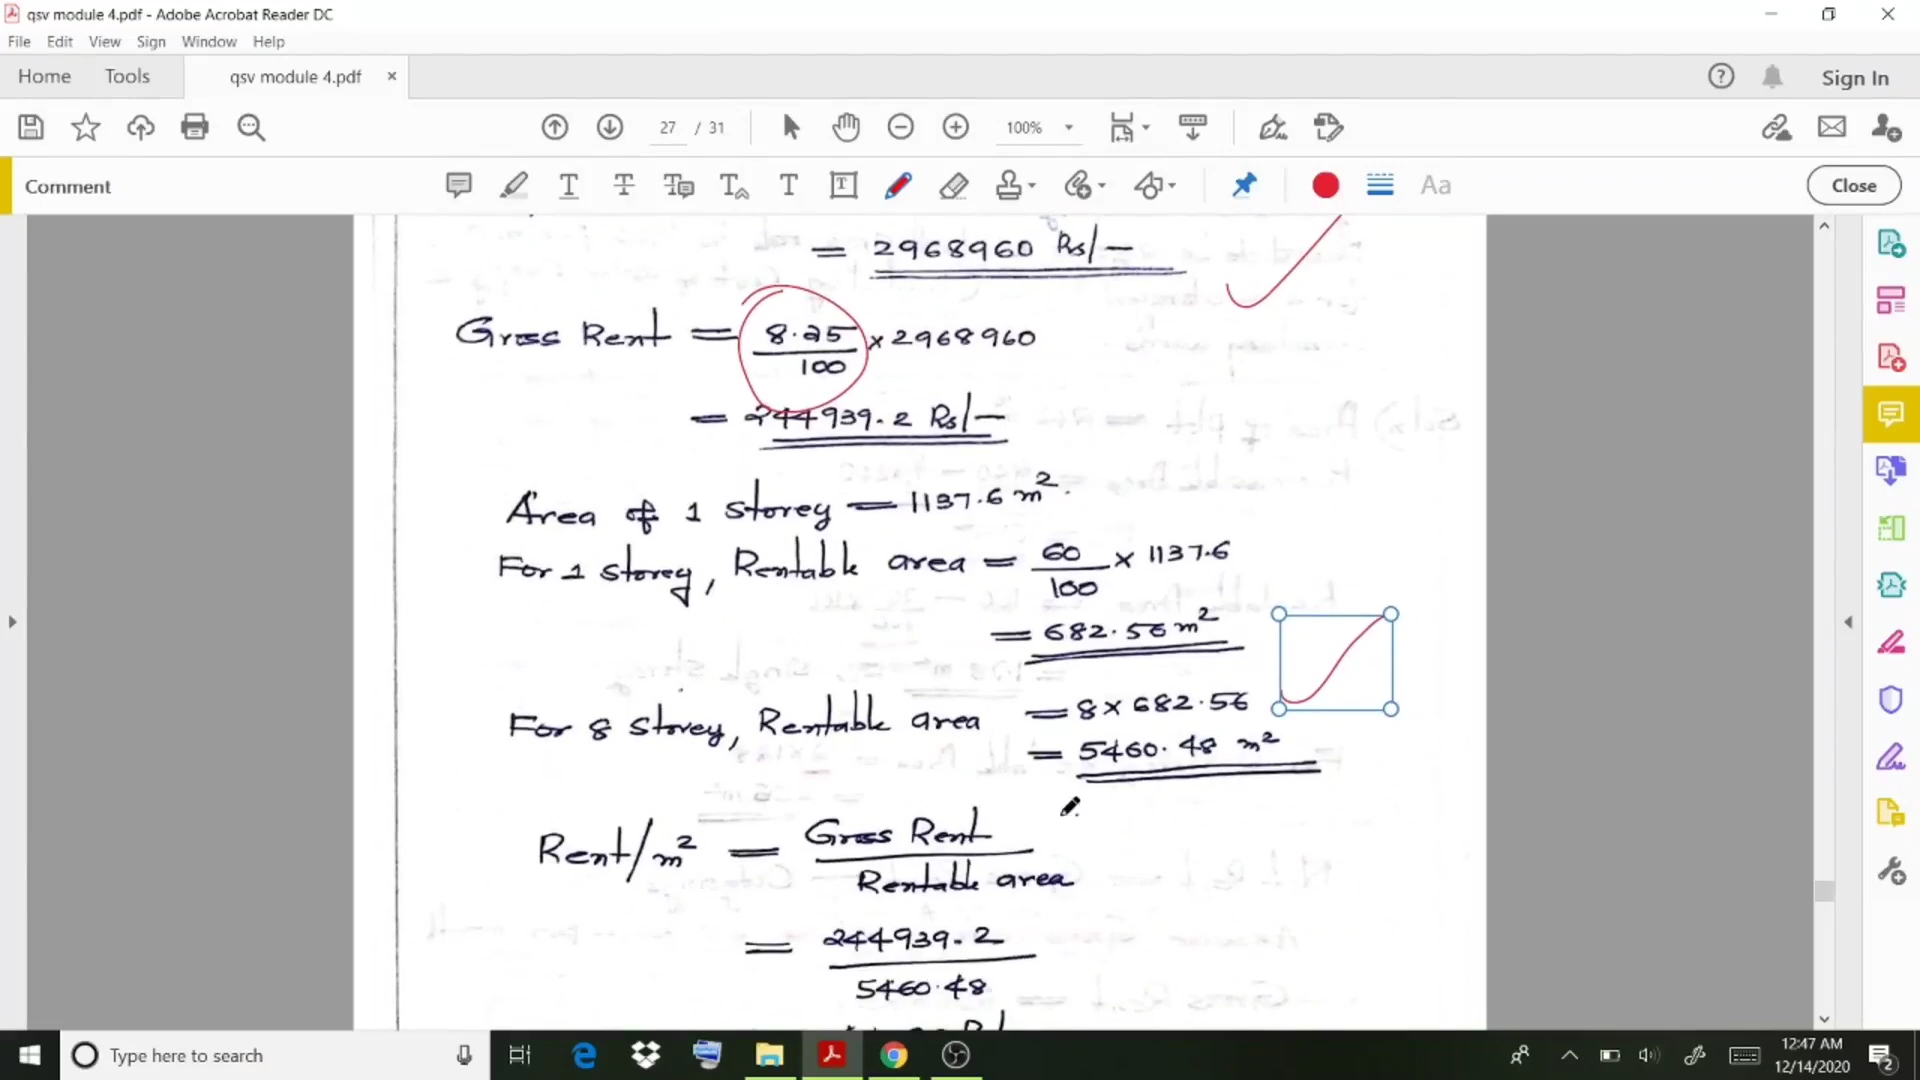 qsv module 4.pdf - Adobe Acrobat Reader DC
File Edit View Sign Window Help
Home Tools qsv module 4.pdf × Sign In
27 / 31 100%
Comment Aa Close
= 2968960 Rs/—
Gross Rent = 8.25/100 × 2968960
= 244939.2 Rs/—
Area of 1 storey = 1137.6 m².
For 1 storey, Rentable area = 60/100 × 1137.6
= 682.56 m²
For 8 storey, Rentable area = 8 × 682.56
= 5460.48 m²
Rent/m² = Gross Rent / Rentable area
= 244939.2 / 5460.48
Type here to search
12:47 AM
12/14/2020
2